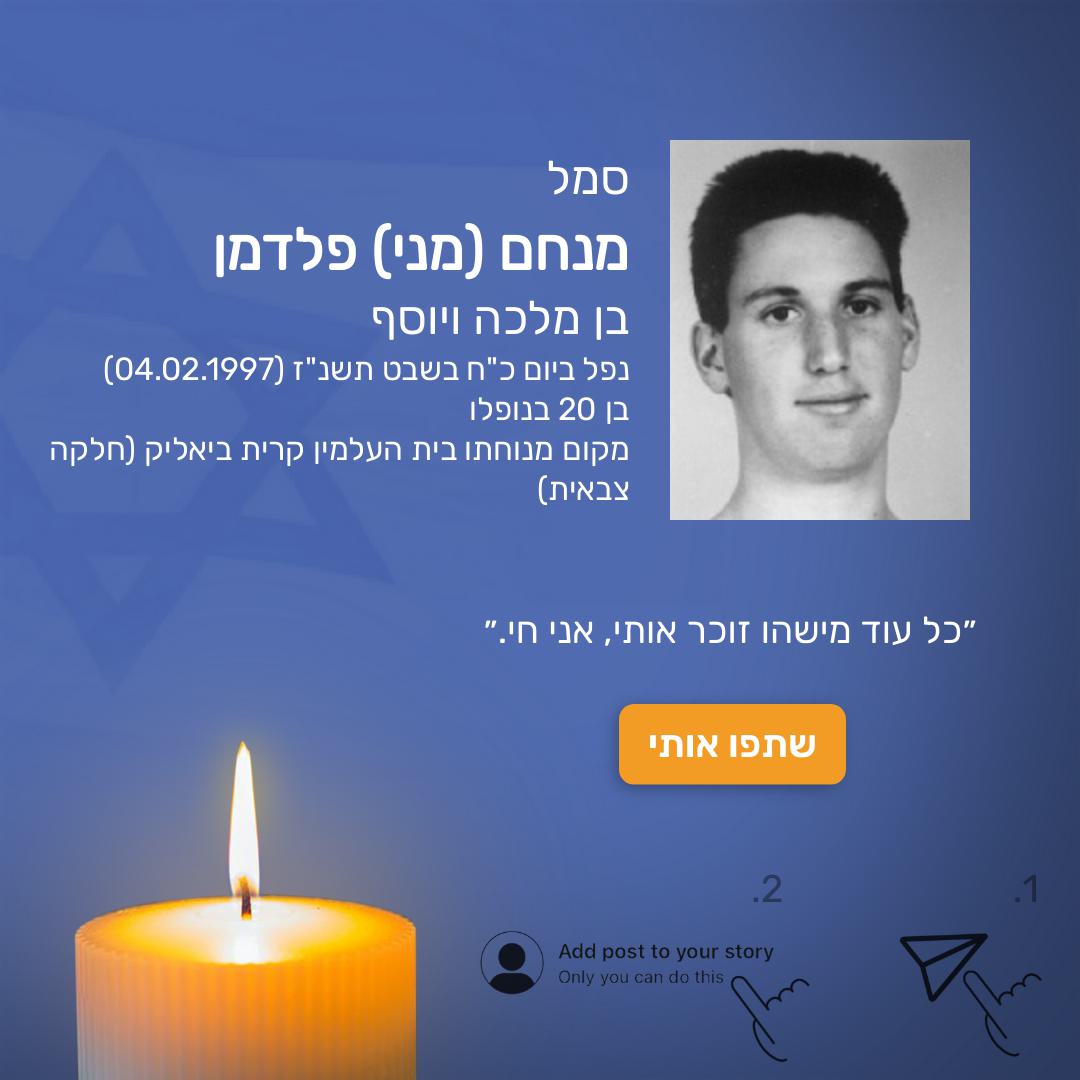 סמל
מנחם (מני) פלדמן
בן מלכה ויוסף
נפל ביום כ"ח בשבט תשנ"ז (04.02.1997)
בן 20 בנופלו
מקום מנוחתו בית העלמין קרית ביאליק (חלקה
צבאית)
״כל עוד מישהו זוכר אותי, אני חי.״
שתפו אותי
1.
2.
Add post to your story
Only you can do this